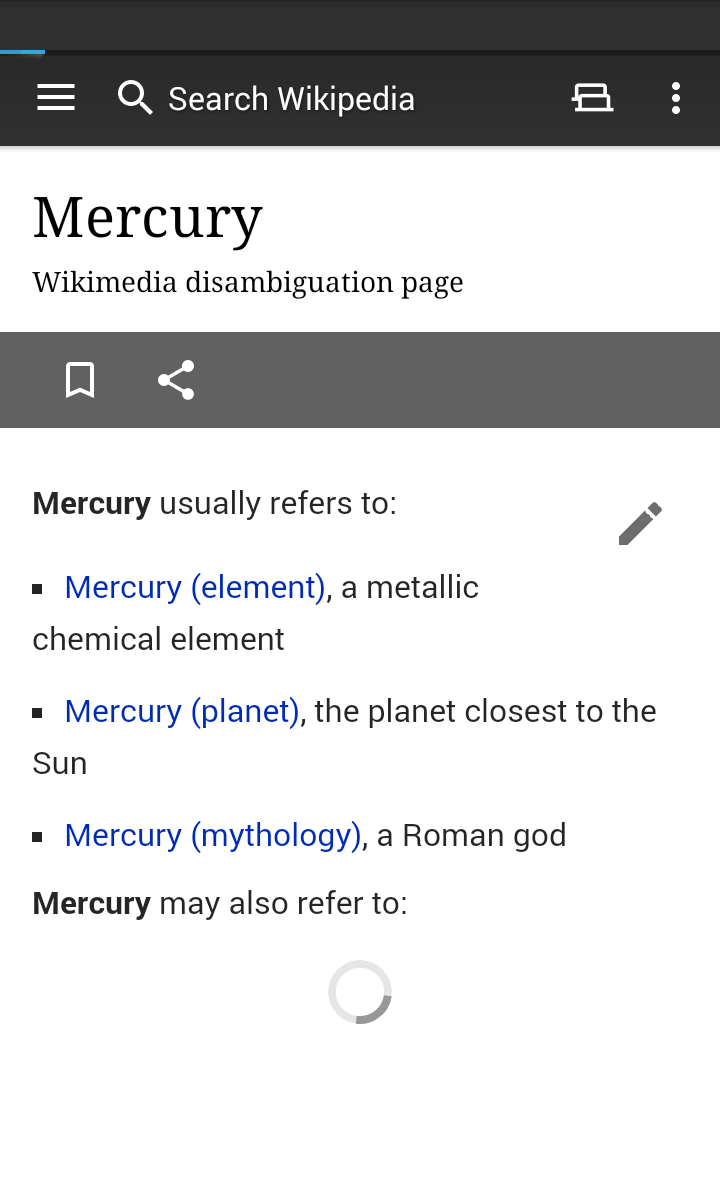 Search Wikipedia
Mercury
Wikimedia disambiguation page
Mercury usually refers to:
▪ Mercury (element), a metallic
chemical element
▪ Mercury (planet), the planet closest to the
Sun
▪ Mercury (mythology), a Roman god
Mercury may also refer to: